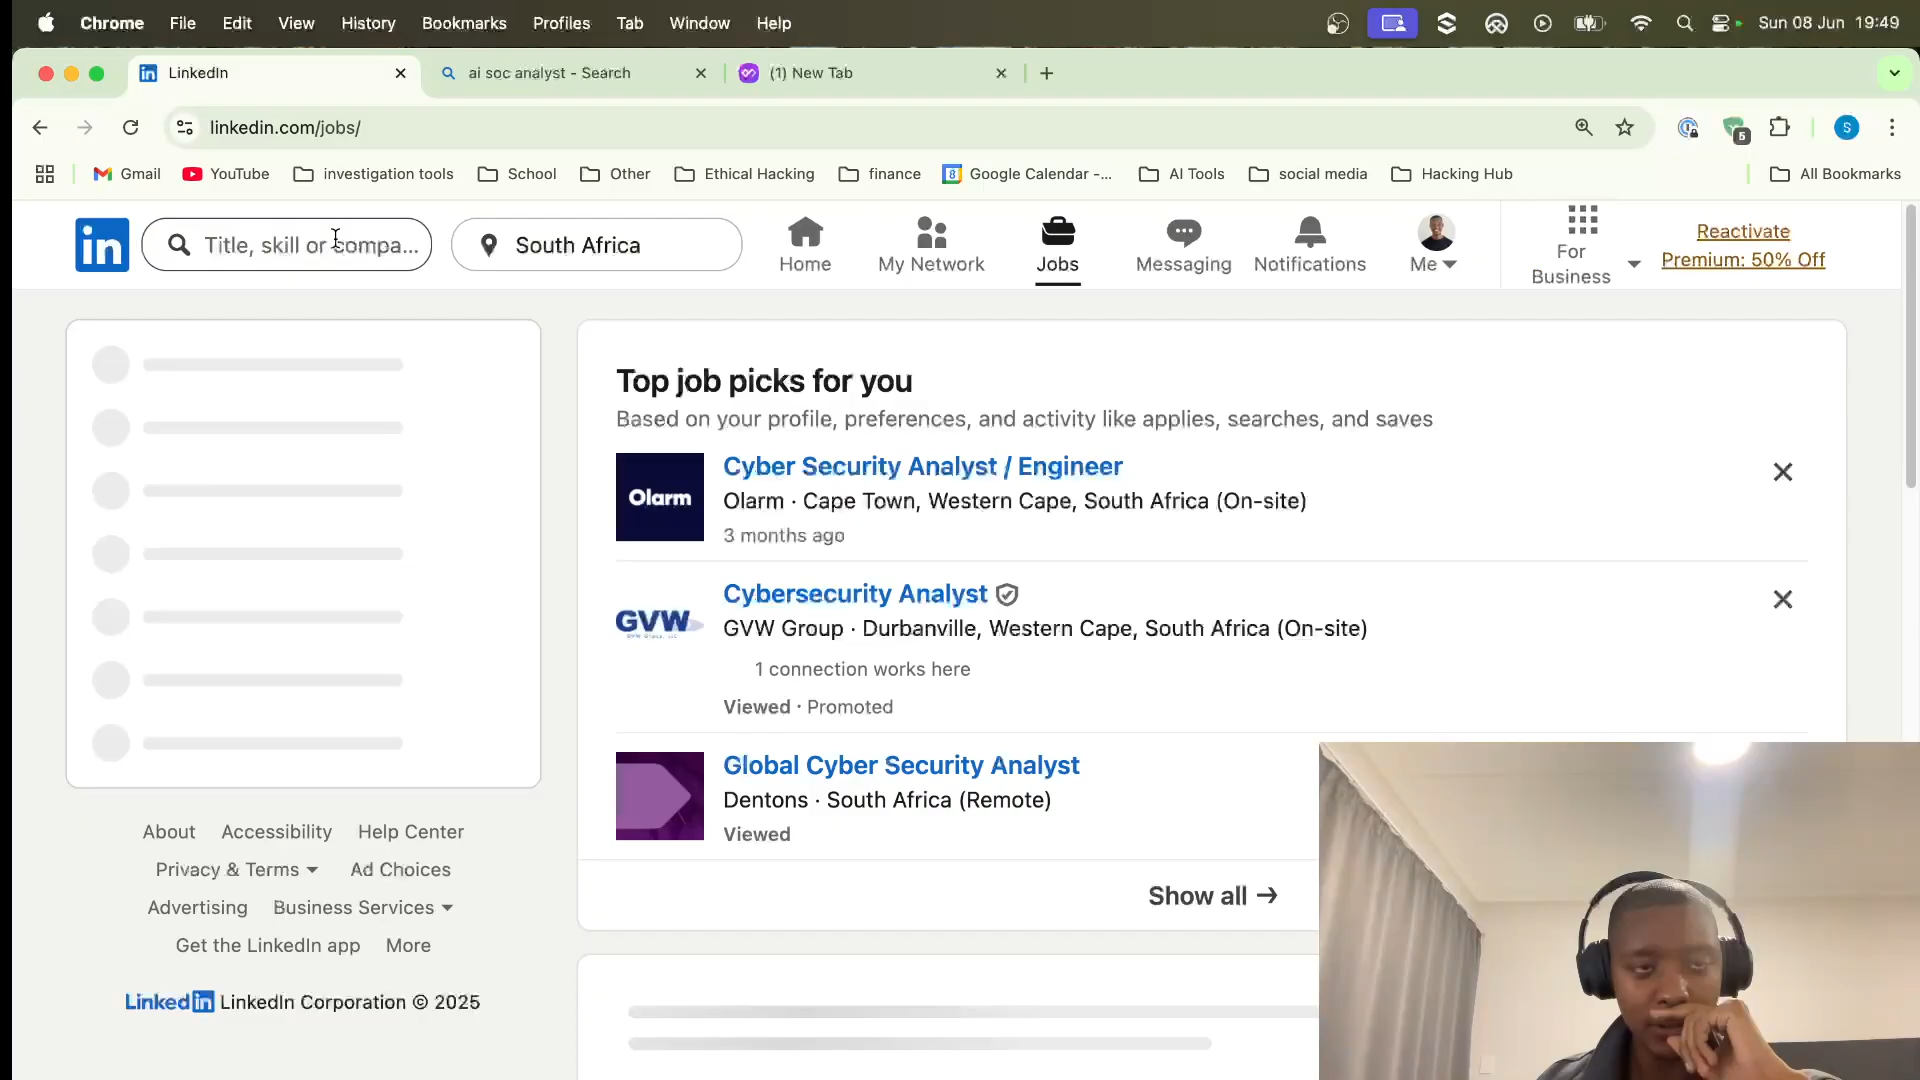 Chrome File Edit View History Bookmarks Profiles Tab Window Help Sun 08 Jun 19:49
LinkedIn
ai soc analyst - Search
(1) New Tab
linkedin.com/jobs/
5
S
Gmail YouTube investigation tools School Other Ethical Hacking finance Google Calendar -... AI Tools social media Hacking Hub All Bookmarks
in
Title, skill or compa...
South Africa
Home
My Network
Jobs
Messaging
Notifications
Me
For
Business
Reactivate
Premium: 50% Off
Top job picks for you
Based on your profile, preferences, and activity like applies, searches, and saves
Olarm
Cyber Security Analyst / Engineer
Olarm · Cape Town, Western Cape, South Africa (On-site)
3 months ago
GVW
Cybersecurity Analyst
GVW Group · Durbanville, Western Cape, South Africa (On-site)
1 connection works here
Viewed · Promoted
Global Cyber Security Analyst
Dentons · South Africa (Remote)
Viewed
Show all →
About Accessibility Help Center
Privacy & Terms Ad Choices
Advertising Business Services
Get the LinkedIn app More
LinkedIn LinkedIn Corporation © 2025